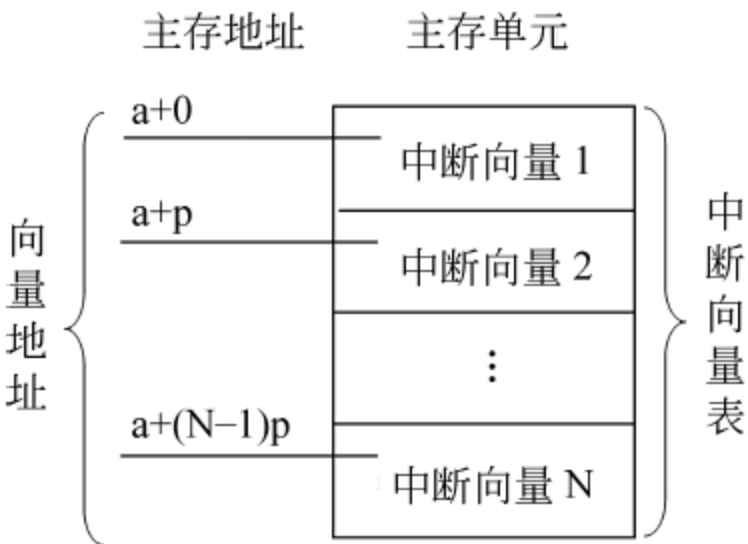 主存地址 主存单元
a+0
中断向量 1
a+p
中断向量 2
⋮
a+(N−1)p
中断向量 N
向量地址
中断向量表